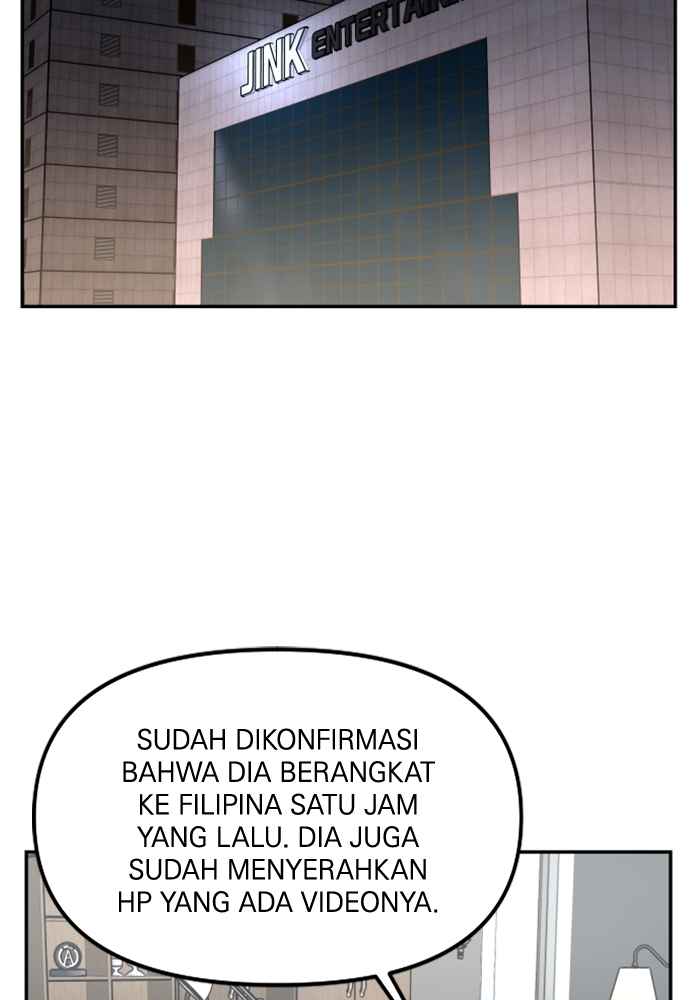 JINK ENTERTAIN
SUDAH DIKONFIRMASI
BAHWA DIA BERANGKAT
KE FILIPINA SATU JAM
YANG LALU. DIA JUGA
SUDAH MENYERAHKAN
HP YANG ADA VIDEONYA.